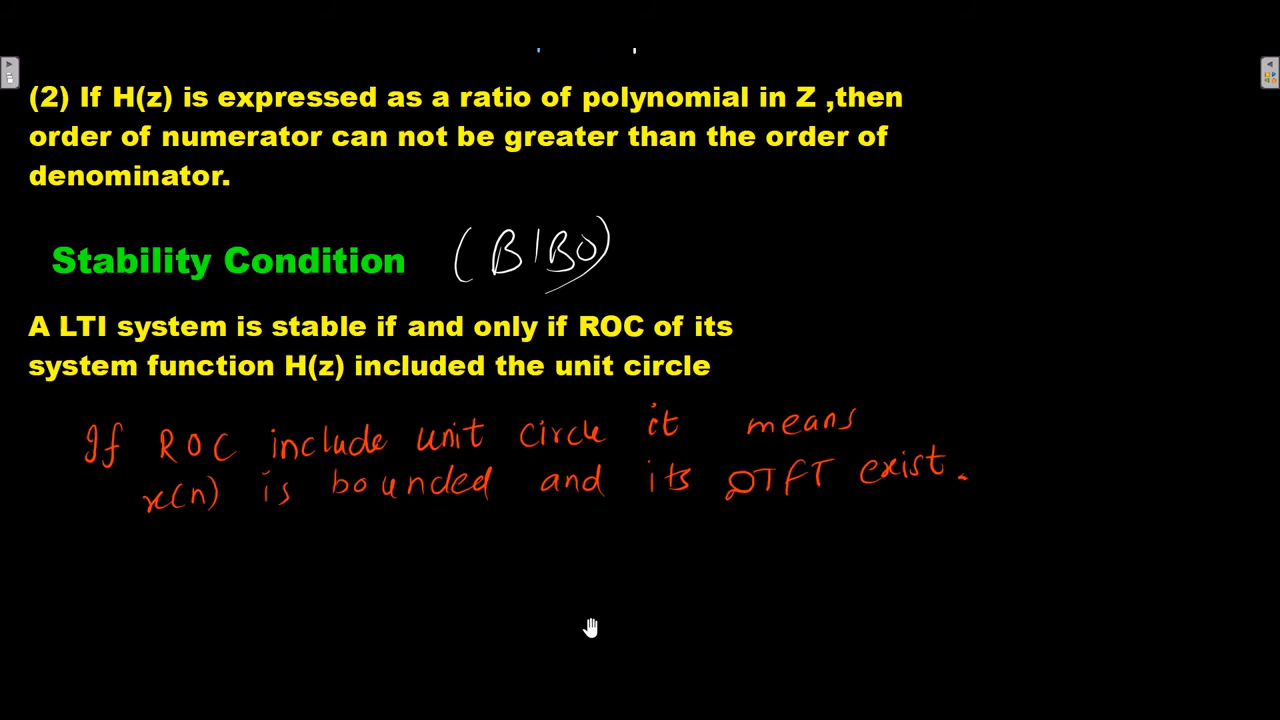 (2) If H(z) is expressed as a ratio of polynomial in Z ,then
order of numerator can not be greater than the order of
denominator.
Stability Condition (BIBO)
A LTI system is stable if and only if ROC of its
system function H(z) included the unit circle
If ROC include unit circle it means
x(n) is bounded and its DTFT exist.